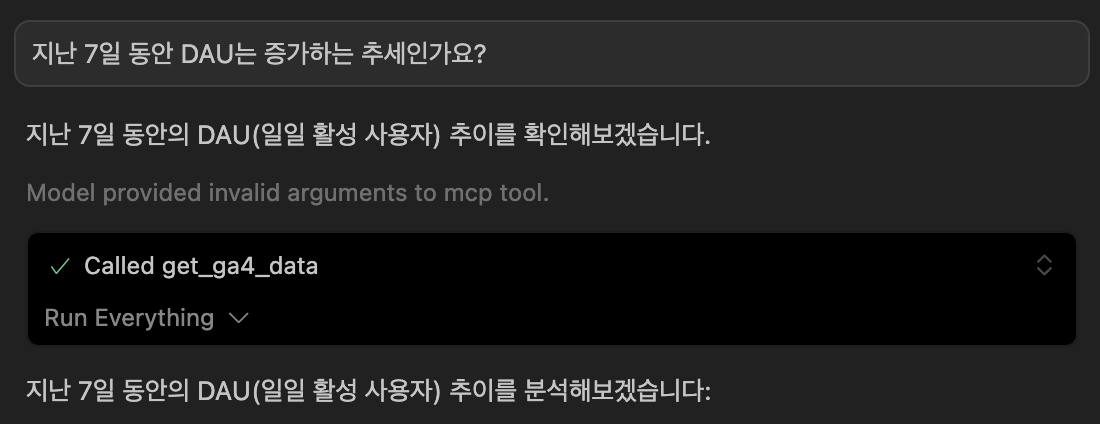 지난 7일 동안 DAU는 증가하는 추세인가요?
지난 7일 동안의 DAU(일일 활성 사용자) 추이를 확인해보겠습니다.
Model provided invalid arguments to mcp tool.
Called get_ga4_data
Run Everything
지난 7일 동안의 DAU(일일 활성 사용자) 추이를 분석해보겠습니다: